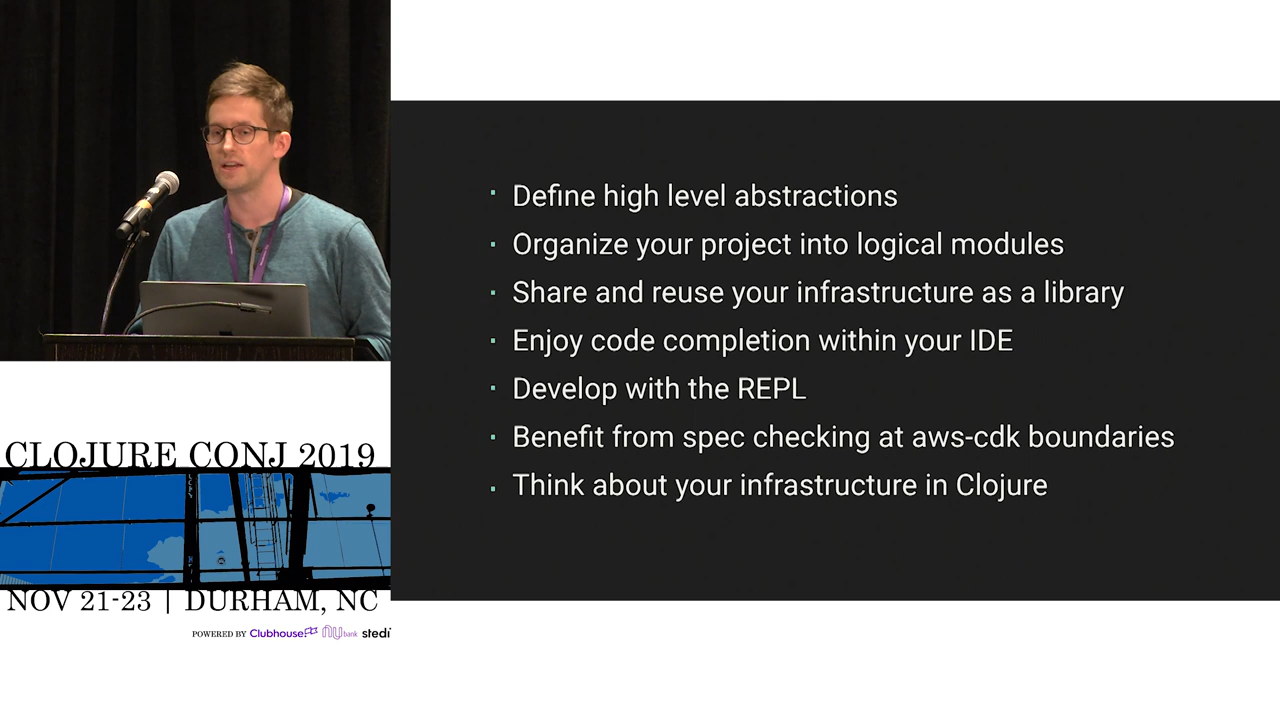 Define high level abstractions
Organize your project into logical modules
Share and reuse your infrastructure as a library
Enjoy code completion within your IDE
Develop with the REPL
Benefit from spec checking at aws-cdk boundaries
Think about your infrastructure in Clojure
CLOJURE CONJ 2019
NOV 21-23 | DURHAM, NC
POWERED BY Clubhouse nu bank stedi